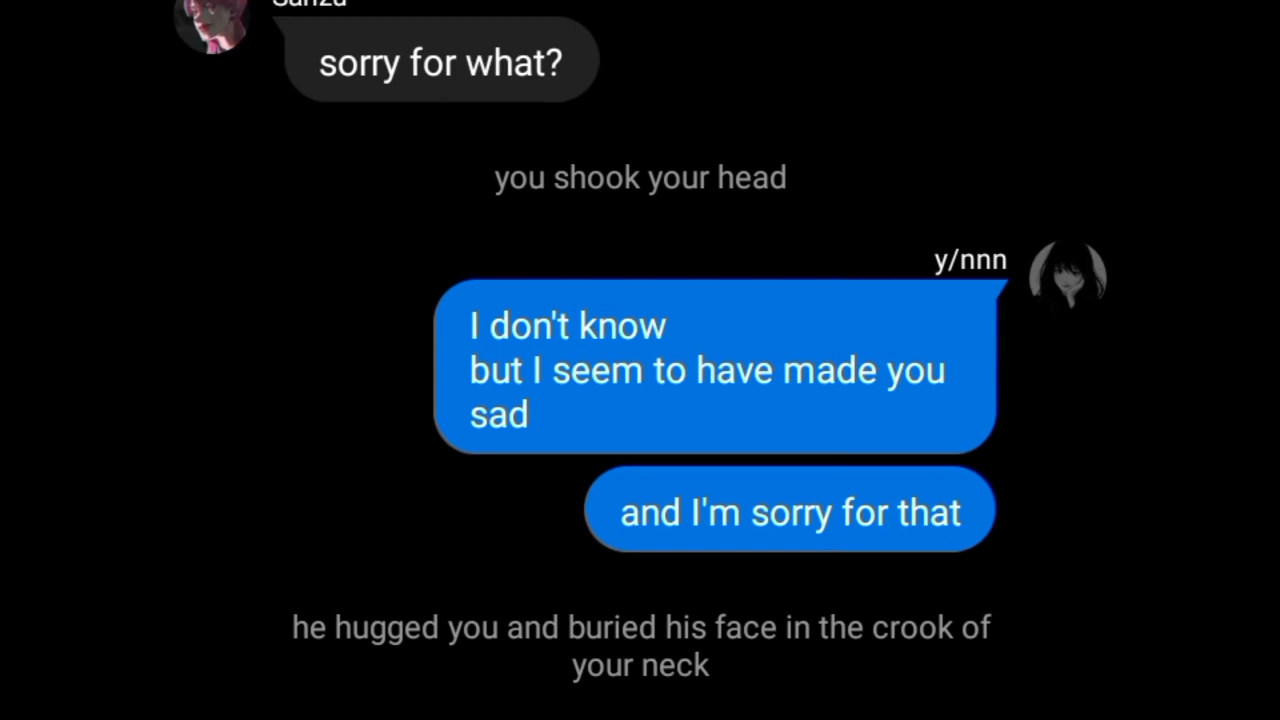 Sanzu
sorry for what?
you shook your head
y/nnn
I don't know
but I seem to have made you
sad
and I'm sorry for that
he hugged you and buried his face in the crook of
your neck